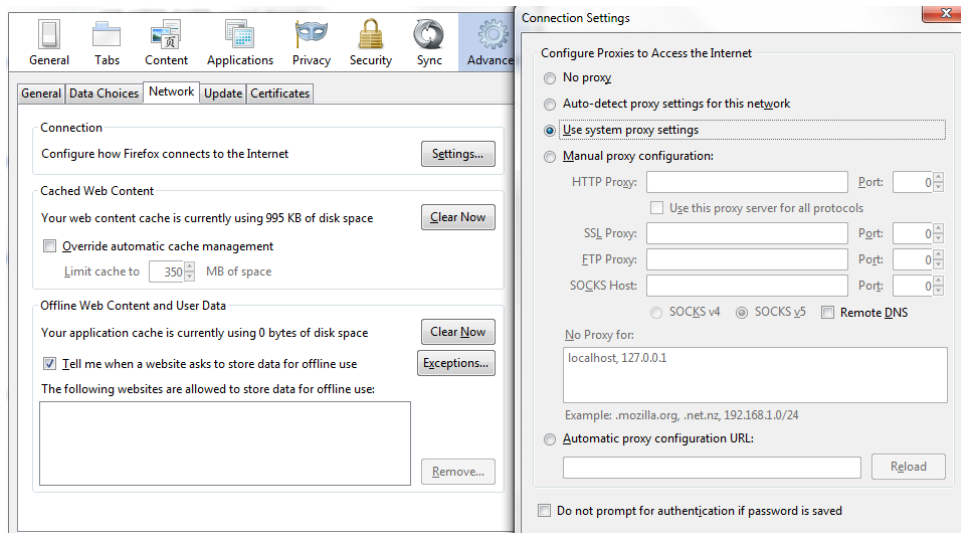 General Tabs Content Applications Privacy Security Sync Advance
General Data Choices Network Update Certificates
Connection
Configure how Firefox connects to the Internet Settings...
Cached Web Content
Your web content cache is currently using 995 KB of disk space Clear Now
Override automatic cache management
Limit cache to 350 MB of space
Offline Web Content and User Data
Your application cache is currently using 0 bytes of disk space Clear Now
Tell me when a website asks to store data for offline use Exceptions...
The following websites are allowed to store data for offline use:
Remove...
Connection Settings
Configure Proxies to Access the Internet
No proxy
Auto-detect proxy settings for this network
Use system proxy settings
Manual proxy configuration:
HTTP Proxy: Port: 0
Use this proxy server for all protocols
SSL Proxy: Port: 0
FTP Proxy: Port: 0
SOCKS Host: Port: 0
SOCKS v4 SOCKS v5 Remote DNS
No Proxy for:
localhost, 127.0.0.1
Example: .mozilla.org, .net.nz, 192.168.1.0/24
Automatic proxy configuration URL:
Reload
Do not prompt for authentication if password is saved